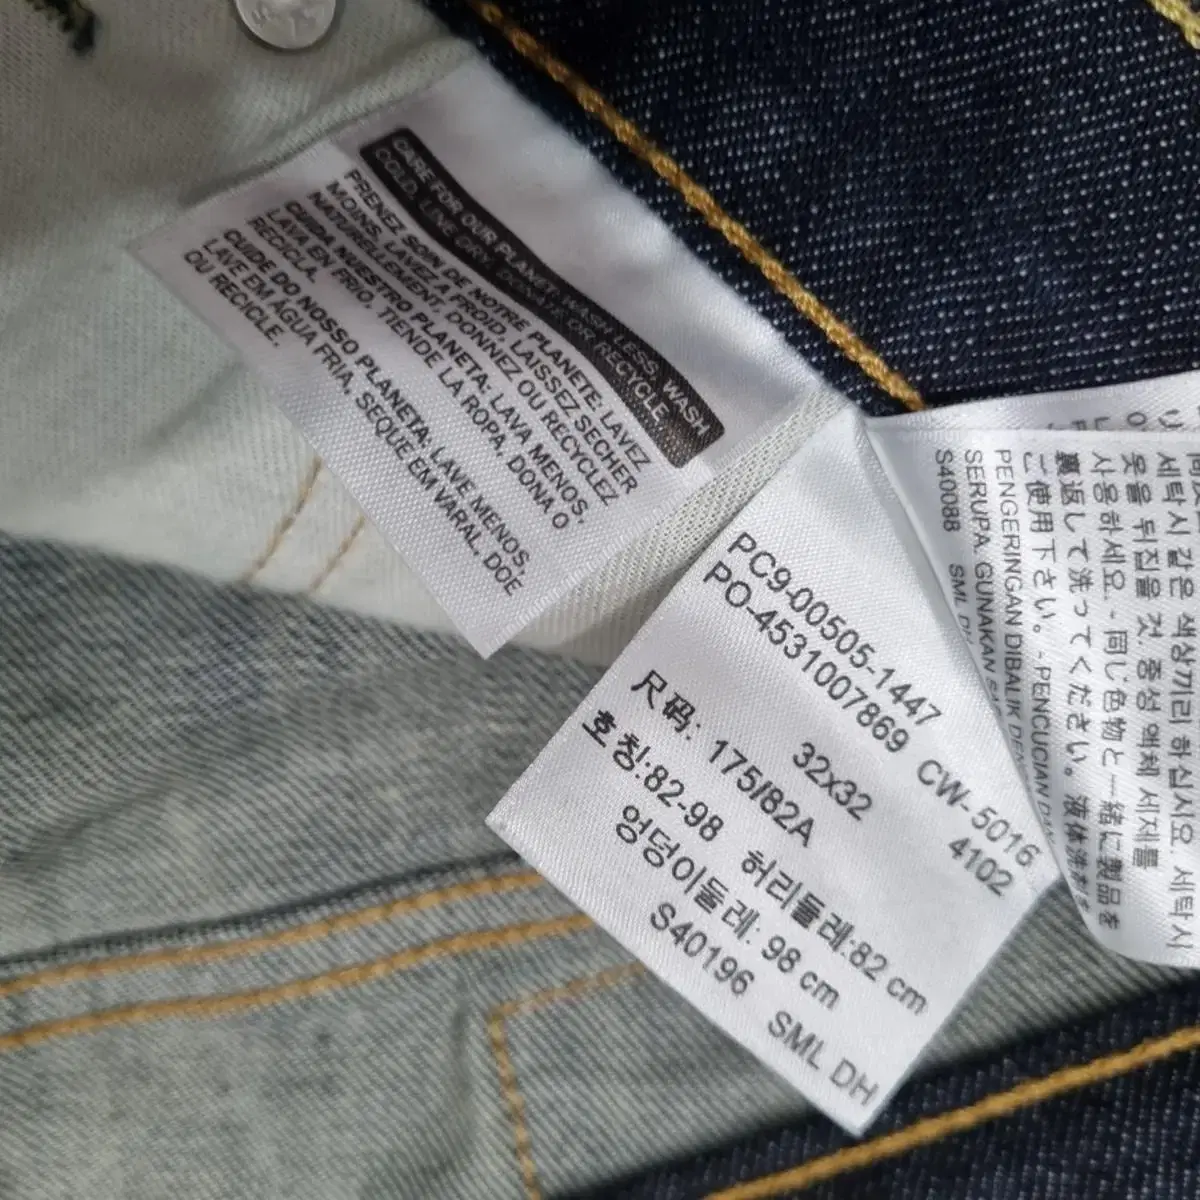 CARE FOR OUR PLANET: WASH LESS, WASH
COLD, LINE DRY, DONATE OR RECYCLE.
PRENEZ SOIN DE NOTRE PLANETE: LAVEZ
MOINS, LAVEZ A FROID, LAISSEZ SECHER
NATURELLEMENT, DONNEZ OU RECYCLEZ
CUIDA NUESTRO PLANETA: LAVA MENOS,
LAVA EN FRIO, TIENDE LA ROPA, DONA O
RECICLA.
CUIDE DO NOSSO PLANETA: LAVE MENOS,
LAVE EM ÁGUA FRIA, SEQUE EM VARAL, DOE
OU RECICLE.
PC9-00505-1447
PO-4531007869 CW-5016
32x32 4102
尺码: 175/82A
호칭:82-98 허리둘레:82 cm
엉덩이둘레: 98 cm
S40196 SML DH
세탁시 같은 색상끼리 하십시요. 세탁시
옷을 뒤집을 것. 중성 액체 세제를
사용하세요. - 同じ色物と一緒に製品を
裏返して洗ってください。液体洗剤を
ご使用下さい。- PENCUCIAN DAN
PENGERINGAN DIBALIK DENGAN
SERUPA. GUNAKAN
S40088 SML